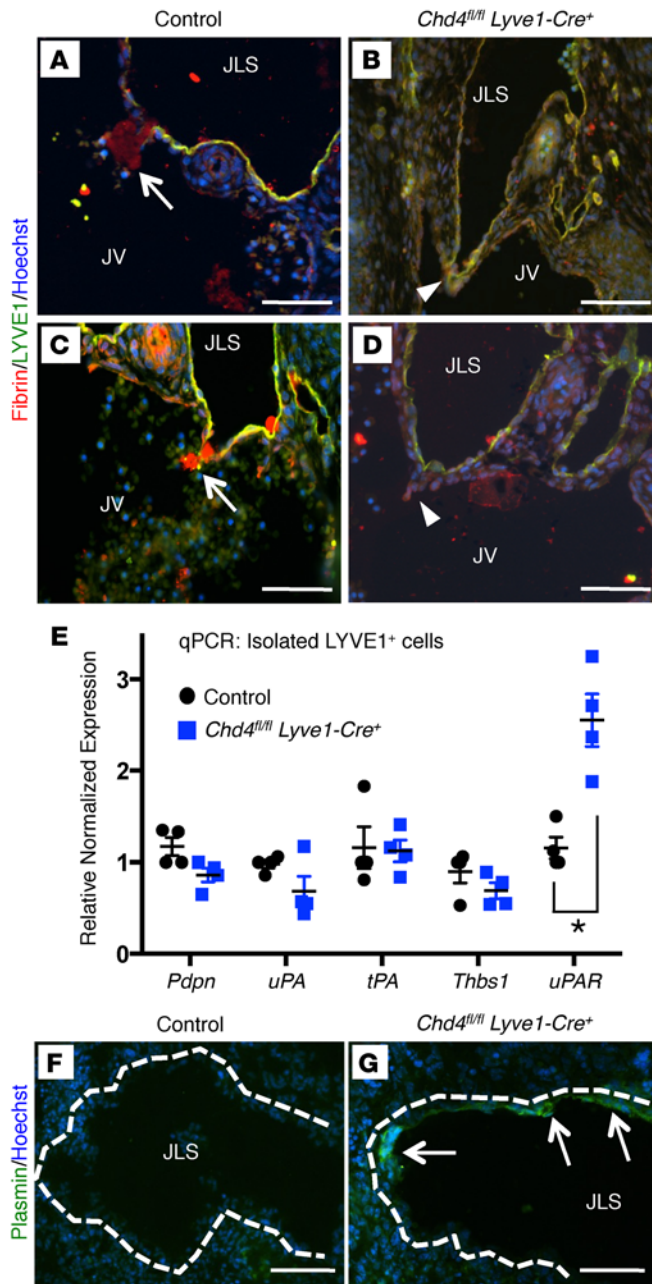 Control
Chd4fl/fl Lyve1-Cre+
Fibrin/LYVE1/Hoechst
A
JLS
JV
B
JLS
JV
C
JLS
JV
D
JLS
JV
E
qPCR: Isolated LYVE1+ cells
Control
Chd4fl/fl Lyve1-Cre+
Relative Normalized Expression
3
2
1
0
*
Pdpn uPA tPA Thbs1 uPAR
Control
Chd4fl/fl Lyve1-Cre+
Plasmin/Hoechst
F
JLS
G
JLS